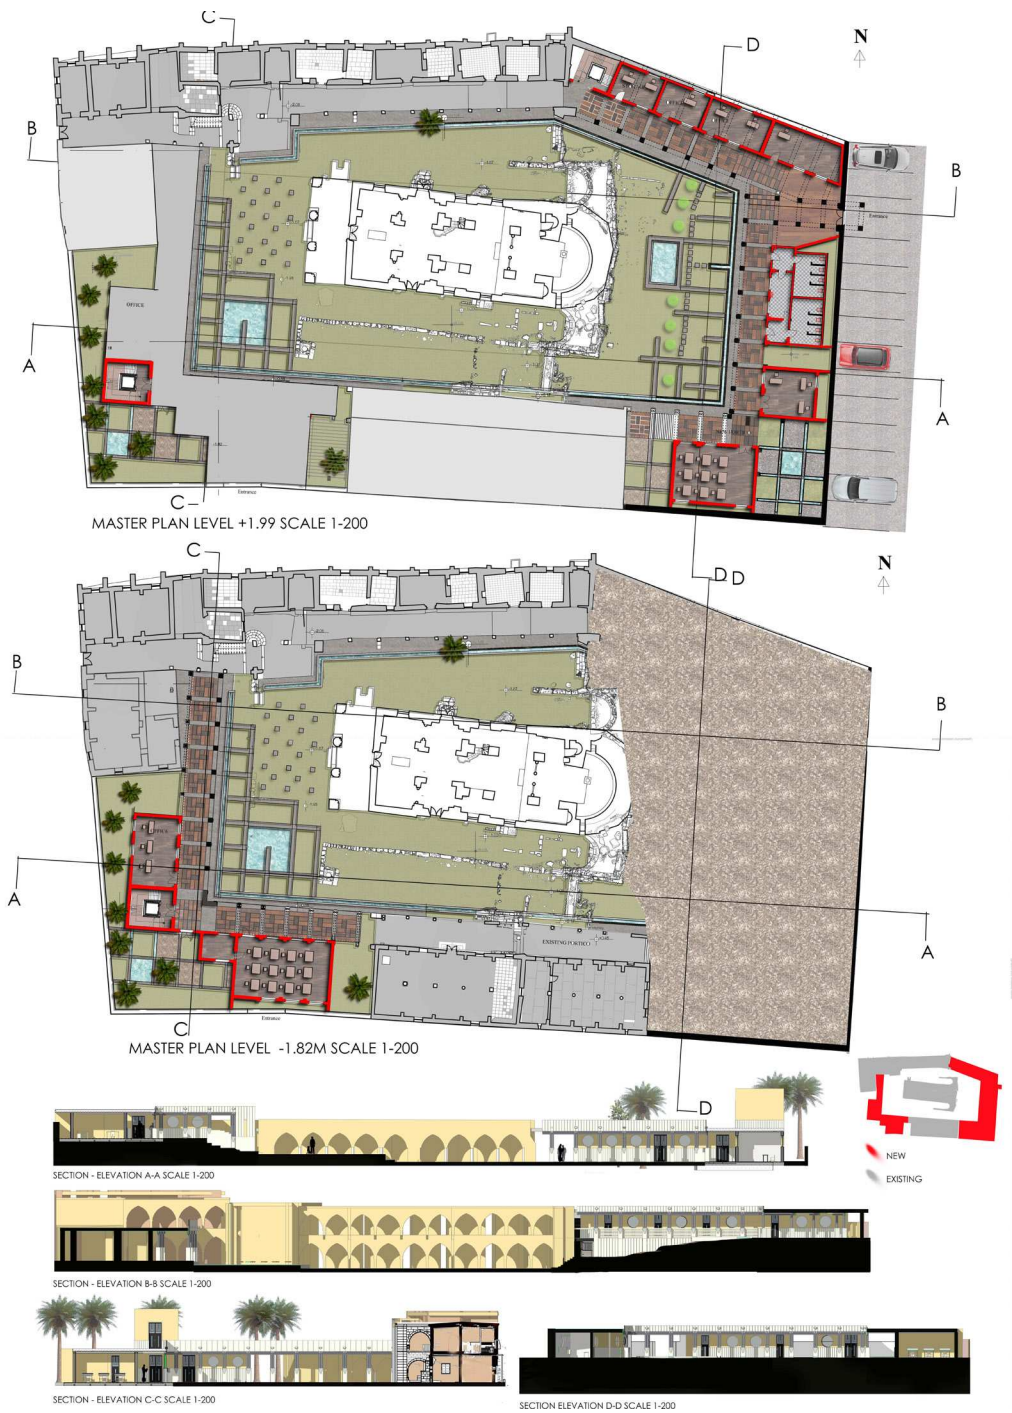 C
D
N
B
B
Entrance
OFFICE
A
A
C
Entrance
MASTER PLAN LEVEL +1.99 SCALE 1-200
C
N
D D
B
B
OFFICE
A
A
EXISTING PORTICO
C
Entrance
MASTER PLAN LEVEL -1.82M SCALE 1-200
D
NEW
EXISTING
SECTION - ELEVATION A-A SCALE 1-200
SECTION - ELEVATION B-B SCALE 1-200
SECTION - ELEVATION C-C SCALE 1-200
SECTION ELEVATION D-D SCALE 1-200